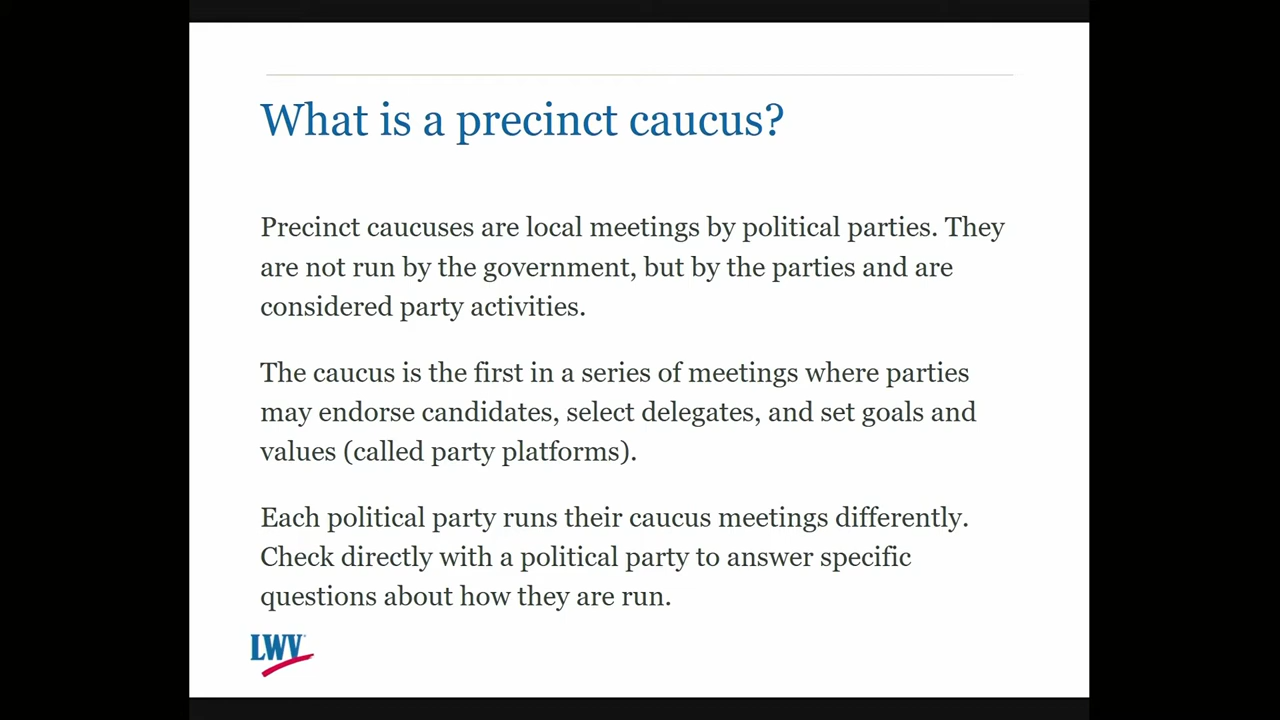 What is a precinct caucus?
Precinct caucuses are local meetings by political parties. They
are not run by the government, but by the parties and are
considered party activities.
The caucus is the first in a series of meetings where parties
may endorse candidates, select delegates, and set goals and
values (called party platforms).
Each political party runs their caucus meetings differently.
Check directly with a political party to answer specific
questions about how they are run.
LWV